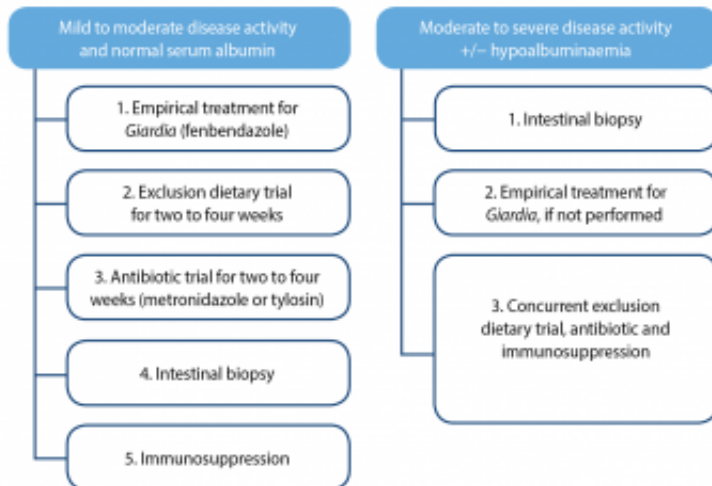 Mild to moderate disease activity
and normal serum albumin
1. Empirical treatment for
Giardia (fenbendazole)
2. Exclusion dietary trial
for two to four weeks
3. Antibiotic trial for two to four
weeks (metronidazole or tylosin)
4. Intestinal biopsy
5. Immunosuppression
Moderate to severe disease activity
+/− hypoalbuminaemia
1. Intestinal biopsy
2. Empirical treatment for
Giardia, if not performed
3. Concurrent exclusion
dietary trial, antibiotic and
immunosuppression